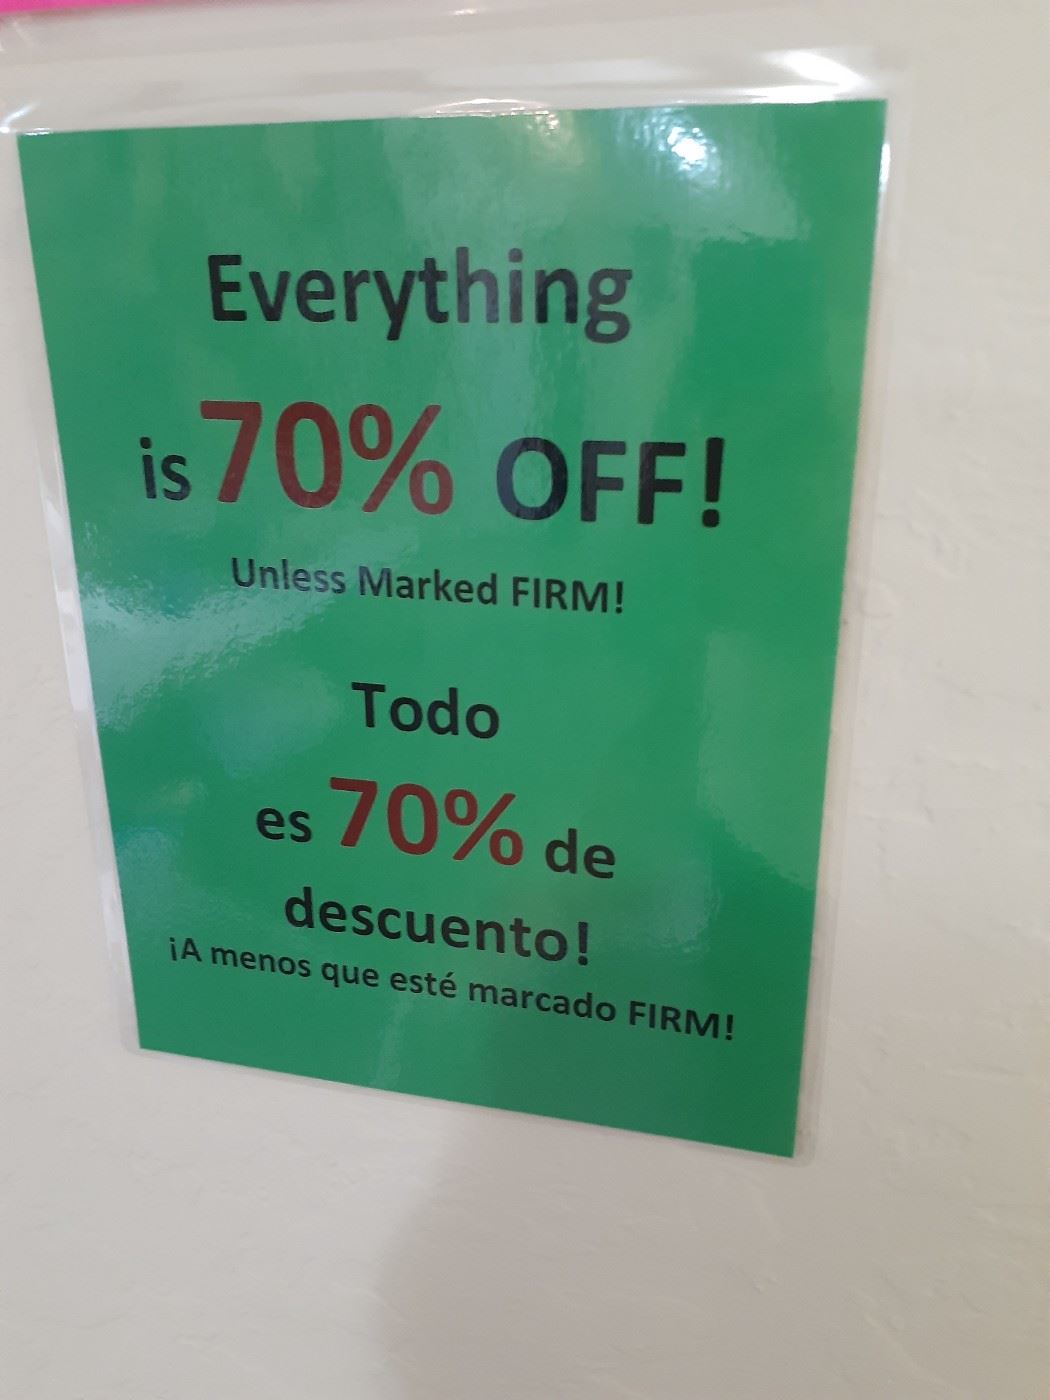 Everything
is 70% OFF!
Unless Marked FIRM!
Todo
es 70% de
descuento!
¡A menos que esté marcado FIRM!